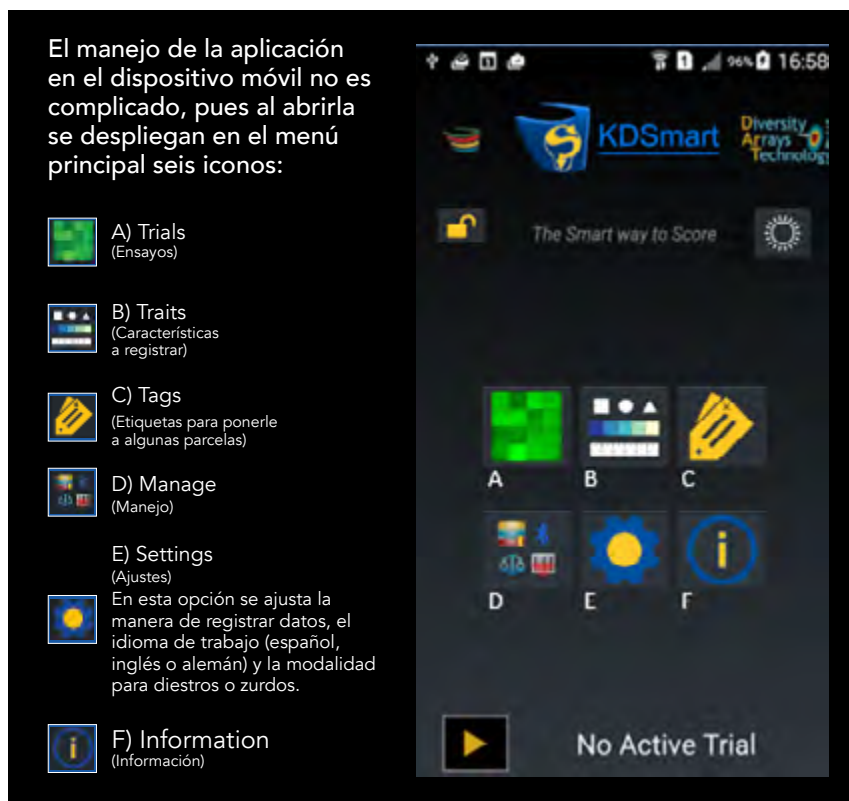 El manejo de la aplicación
en el dispositivo móvil no es
complicado, pues al abrirla
se despliegan en el menú
principal seis iconos:
A) Trials
(Ensayos)
B) Traits
(Características
a registrar)
C) Tags
(Etiquetas para ponerle
a algunas parcelas)
D) Manage
(Manejo)
E) Settings
(Ajustes)
En esta opción se ajusta la
manera de registrar datos, el
idioma de trabajo (español,
inglés o alemán) y la modalidad
para diestros o zurdos.
F) Information
(Información)
96% 16:58
KDSmart
Diversity
Arrays
Technology
The Smart way to Score
A B C
D E F
No Active Trial